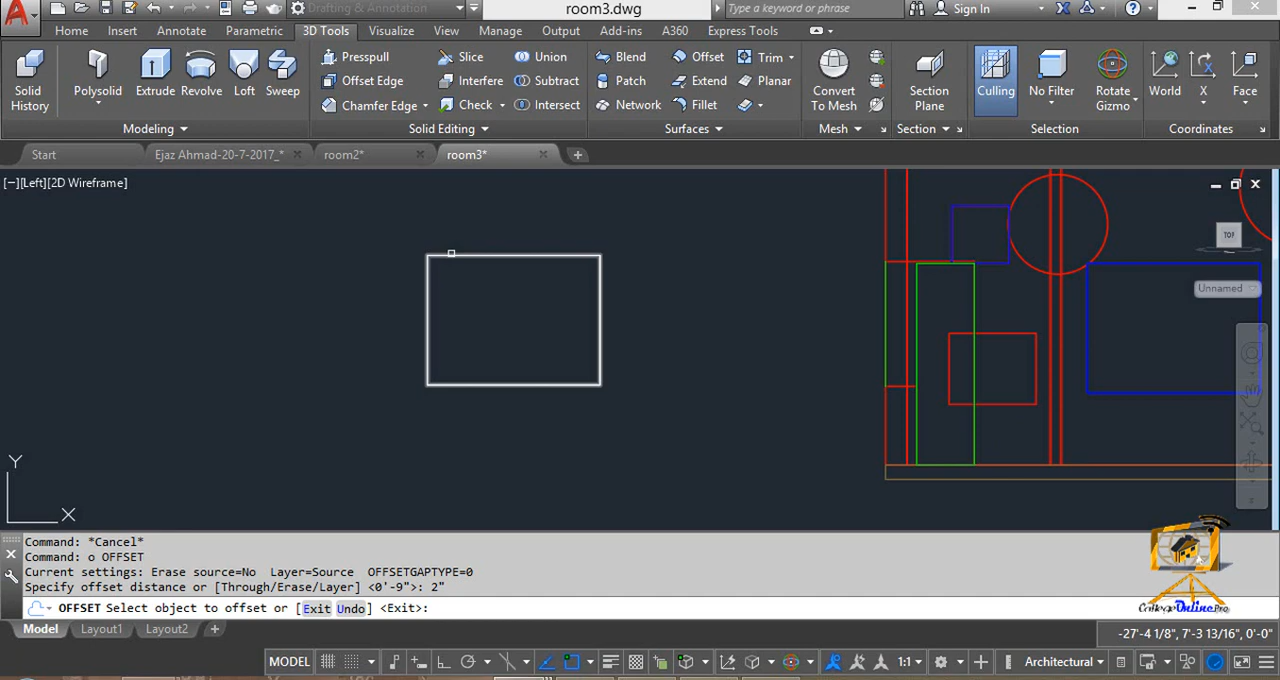 Drafting & Annotation
room3.dwg
Type a keyword or phrase
Sign In
Home Insert Annotate Parametric 3D Tools Visualize View Manage Output Add-ins A360 Express Tools
Presspull Slice Union Blend Offset Trim
Offset Edge Interfere Subtract Patch Extend Planar
Solid History Polysolid Extrude Revolve Loft Sweep
Chamfer Edge Check Intersect Network Fillet
Convert To Mesh Section Plane Culling No Filter Rotate Gizmo World X Face
Modeling Solid Editing Surfaces Mesh Section Selection Coordinates
Start Ejaz Ahmad-20-7-2017_* room2* room3*
[−][Left][2D Wireframe]
TOP
Unnamed
Y
X
Command: *Cancel*
Command: o OFFSET
Current settings: Erase source=No Layer=Source OFFSETGAPTYPE=0
Specify offset distance or [Through/Erase/Layer] <0'-9">: 2"
OFFSET Select object to offset or [Exit Undo] <Exit>:
College Online Pro
Model Layout1 Layout2
-27'-4 1/8", 7'-3 13/16", 0'-0"
MODEL 1:1 Architectural